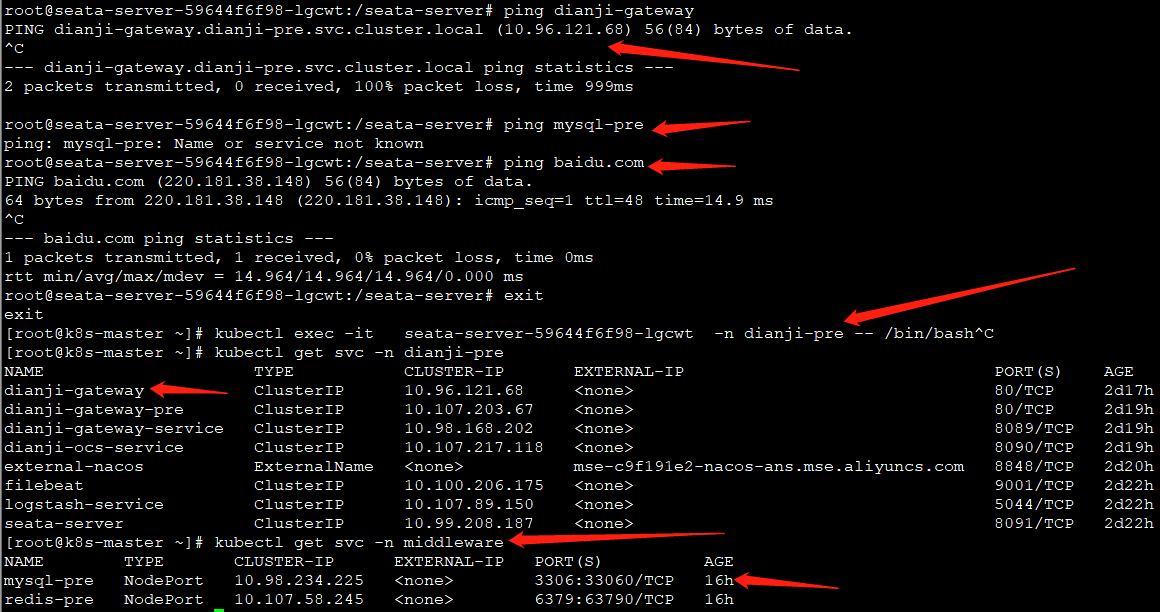 root@seata-server-59644f6f98-lgcwt:/seata-server# ping dianji-gateway
PING dianji-gateway.dianji-pre.svc.cluster.local (10.96.121.68) 56(84) bytes of data.
^C
--- dianji-gateway.dianji-pre.svc.cluster.local ping statistics ---
2 packets transmitted, 0 received, 100% packet loss, time 999ms
root@seata-server-59644f6f98-lgcwt:/seata-server# ping mysql-pre
ping: mysql-pre: Name or service not known
root@seata-server-59644f6f98-lgcwt:/seata-server# ping baidu.com
PING baidu.com (220.181.38.148) 56(84) bytes of data.
64 bytes from 220.181.38.148 (220.181.38.148): icmp_seq=1 ttl=48 time=14.9 ms
^C
--- baidu.com ping statistics ---
1 packets transmitted, 1 received, 0% packet loss, time 0ms
rtt min/avg/max/mdev = 14.964/14.964/14.964/0.000 ms
root@seata-server-59644f6f98-lgcwt:/seata-server# exit
exit
[root@k8s-master ~]# kubectl exec -it   seata-server-59644f6f98-lgcwt  -n dianji-pre -- /bin/bash^C
[root@k8s-master ~]# kubectl get svc -n dianji-pre
NAME TYPE CLUSTER-IP EXTERNAL-IP PORT(S) AGE
dianji-gateway ClusterIP 10.96.121.68 <none> 80/TCP 2d17h
dianji-gateway-pre ClusterIP 10.107.203.67 <none> 80/TCP 2d19h
dianji-gateway-service ClusterIP 10.98.168.202 <none> 8089/TCP 2d19h
dianji-ocs-service ClusterIP 10.107.217.118 <none> 8090/TCP 2d19h
external-nacos ExternalName <none> mse-c9f191e2-nacos-ans.mse.aliyuncs.com 8848/TCP 2d20h
filebeat ClusterIP 10.100.206.175 <none> 9001/TCP 2d22h
logstash-service ClusterIP 10.107.89.150 <none> 5044/TCP 2d22h
seata-server ClusterIP 10.99.208.187 <none> 8091/TCP 2d22h
[root@k8s-master ~]# kubectl get svc -n middleware
NAME TYPE CLUSTER-IP EXTERNAL-IP PORT(S) AGE
mysql-pre NodePort 10.98.234.225 <none> 3306:33060/TCP 16h
redis-pre NodePort 10.107.58.245 <none> 6379:63790/TCP 16h